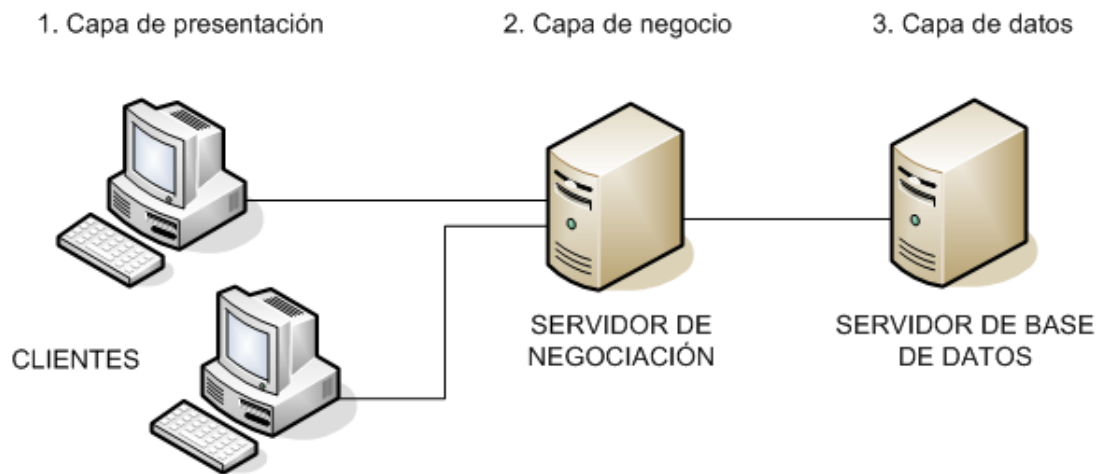 1. Capa de presentación
2. Capa de negocio
3. Capa de datos
CLIENTES
SERVIDOR DE
NEGOCIACIÓN
SERVIDOR DE BASE
DE DATOS